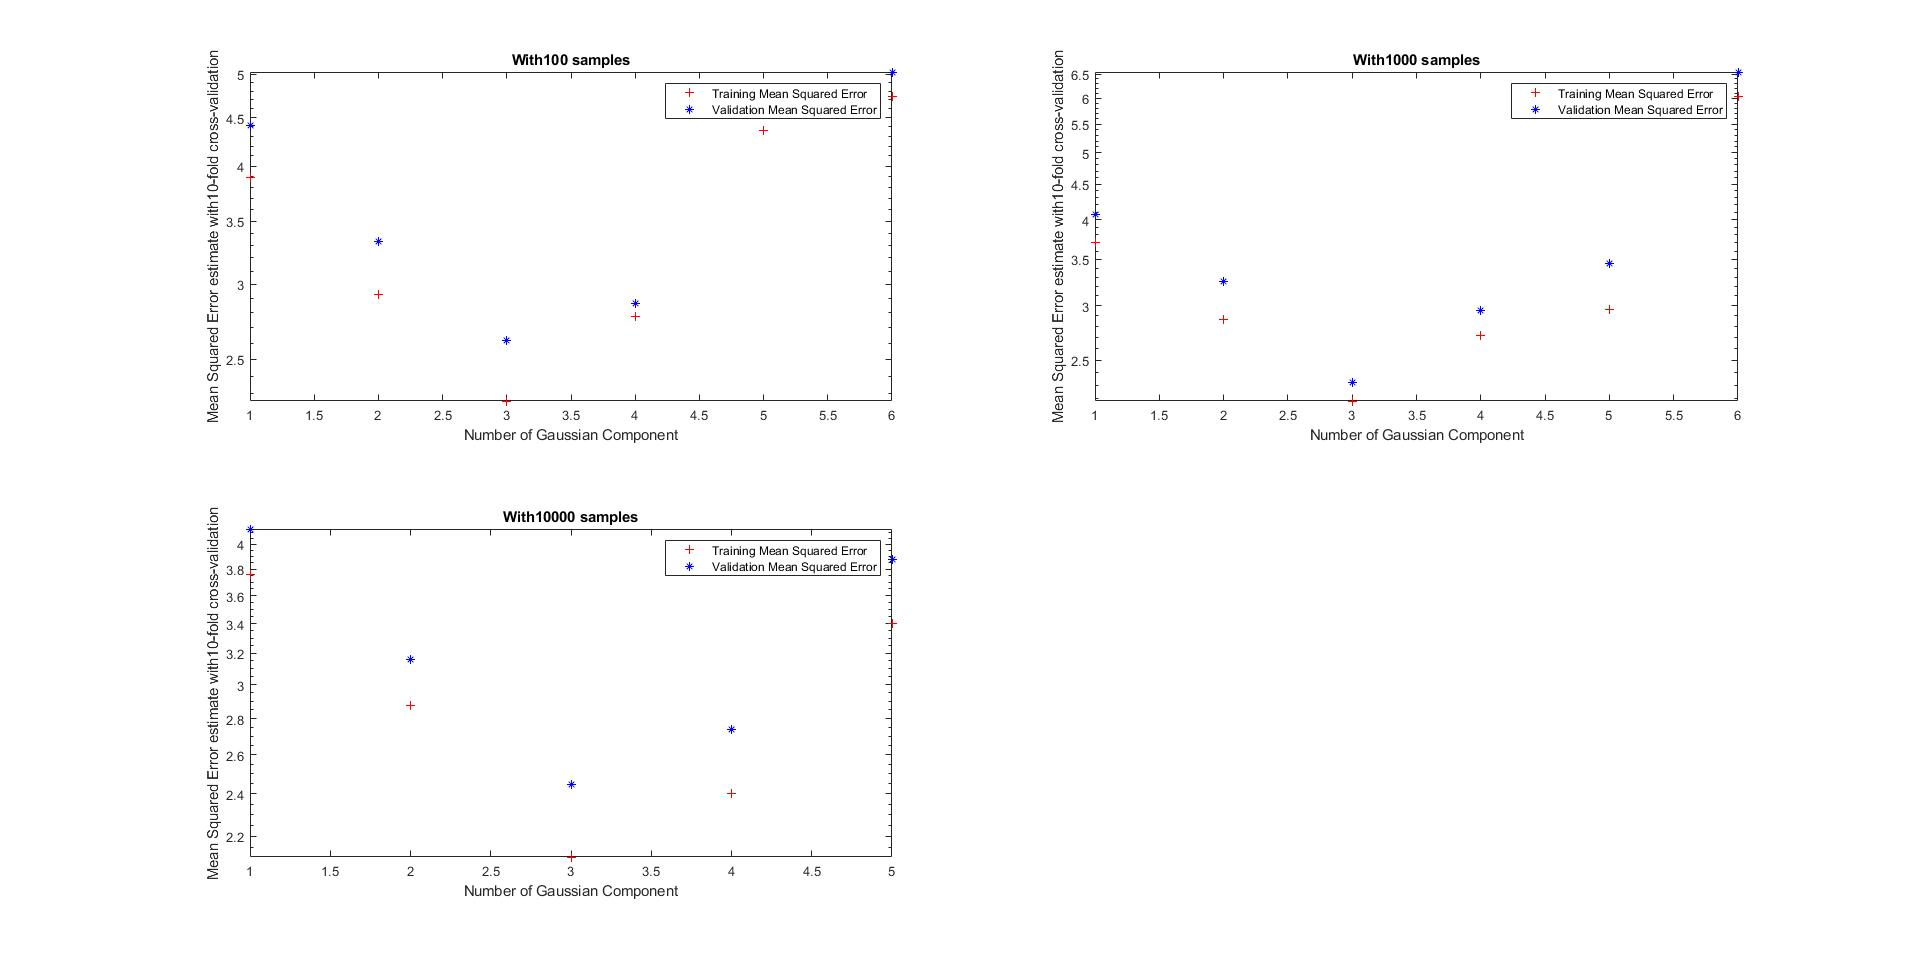 With100 samples
Mean Squared Error estimate with10-fold cross-validation
5
4.5
4
3.5
3
2.5
Training Mean Squared Error
Validation Mean Squared Error
1 1.5 2 2.5 3 3.5 4 4.5 5 5.5 6
Number of Gaussian Component
With1000 samples
Mean Squared Error estimate with10-fold cross-validation
6.5
6
5.5
5
4.5
4
3.5
3
2.5
Training Mean Squared Error
Validation Mean Squared Error
1 1.5 2 2.5 3 3.5 4 4.5 5 5.5 6
Number of Gaussian Component
With10000 samples
Mean Squared Error estimate with10-fold cross-validation
4
3.8
3.6
3.4
3.2
3
2.8
2.6
2.4
2.2
Training Mean Squared Error
Validation Mean Squared Error
1 1.5 2 2.5 3 3.5 4 4.5 5
Number of Gaussian Component